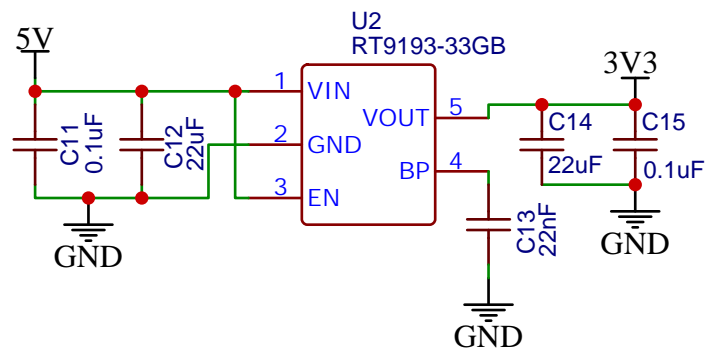 U2
RT9193-33GB
5V
1
VIN
2
GND
3
EN
VOUT
5
BP
4
C11
0.1uF
C12
22uF
GND
C13
22nF
GND
3V3
C14
22uF
C15
0.1uF
GND